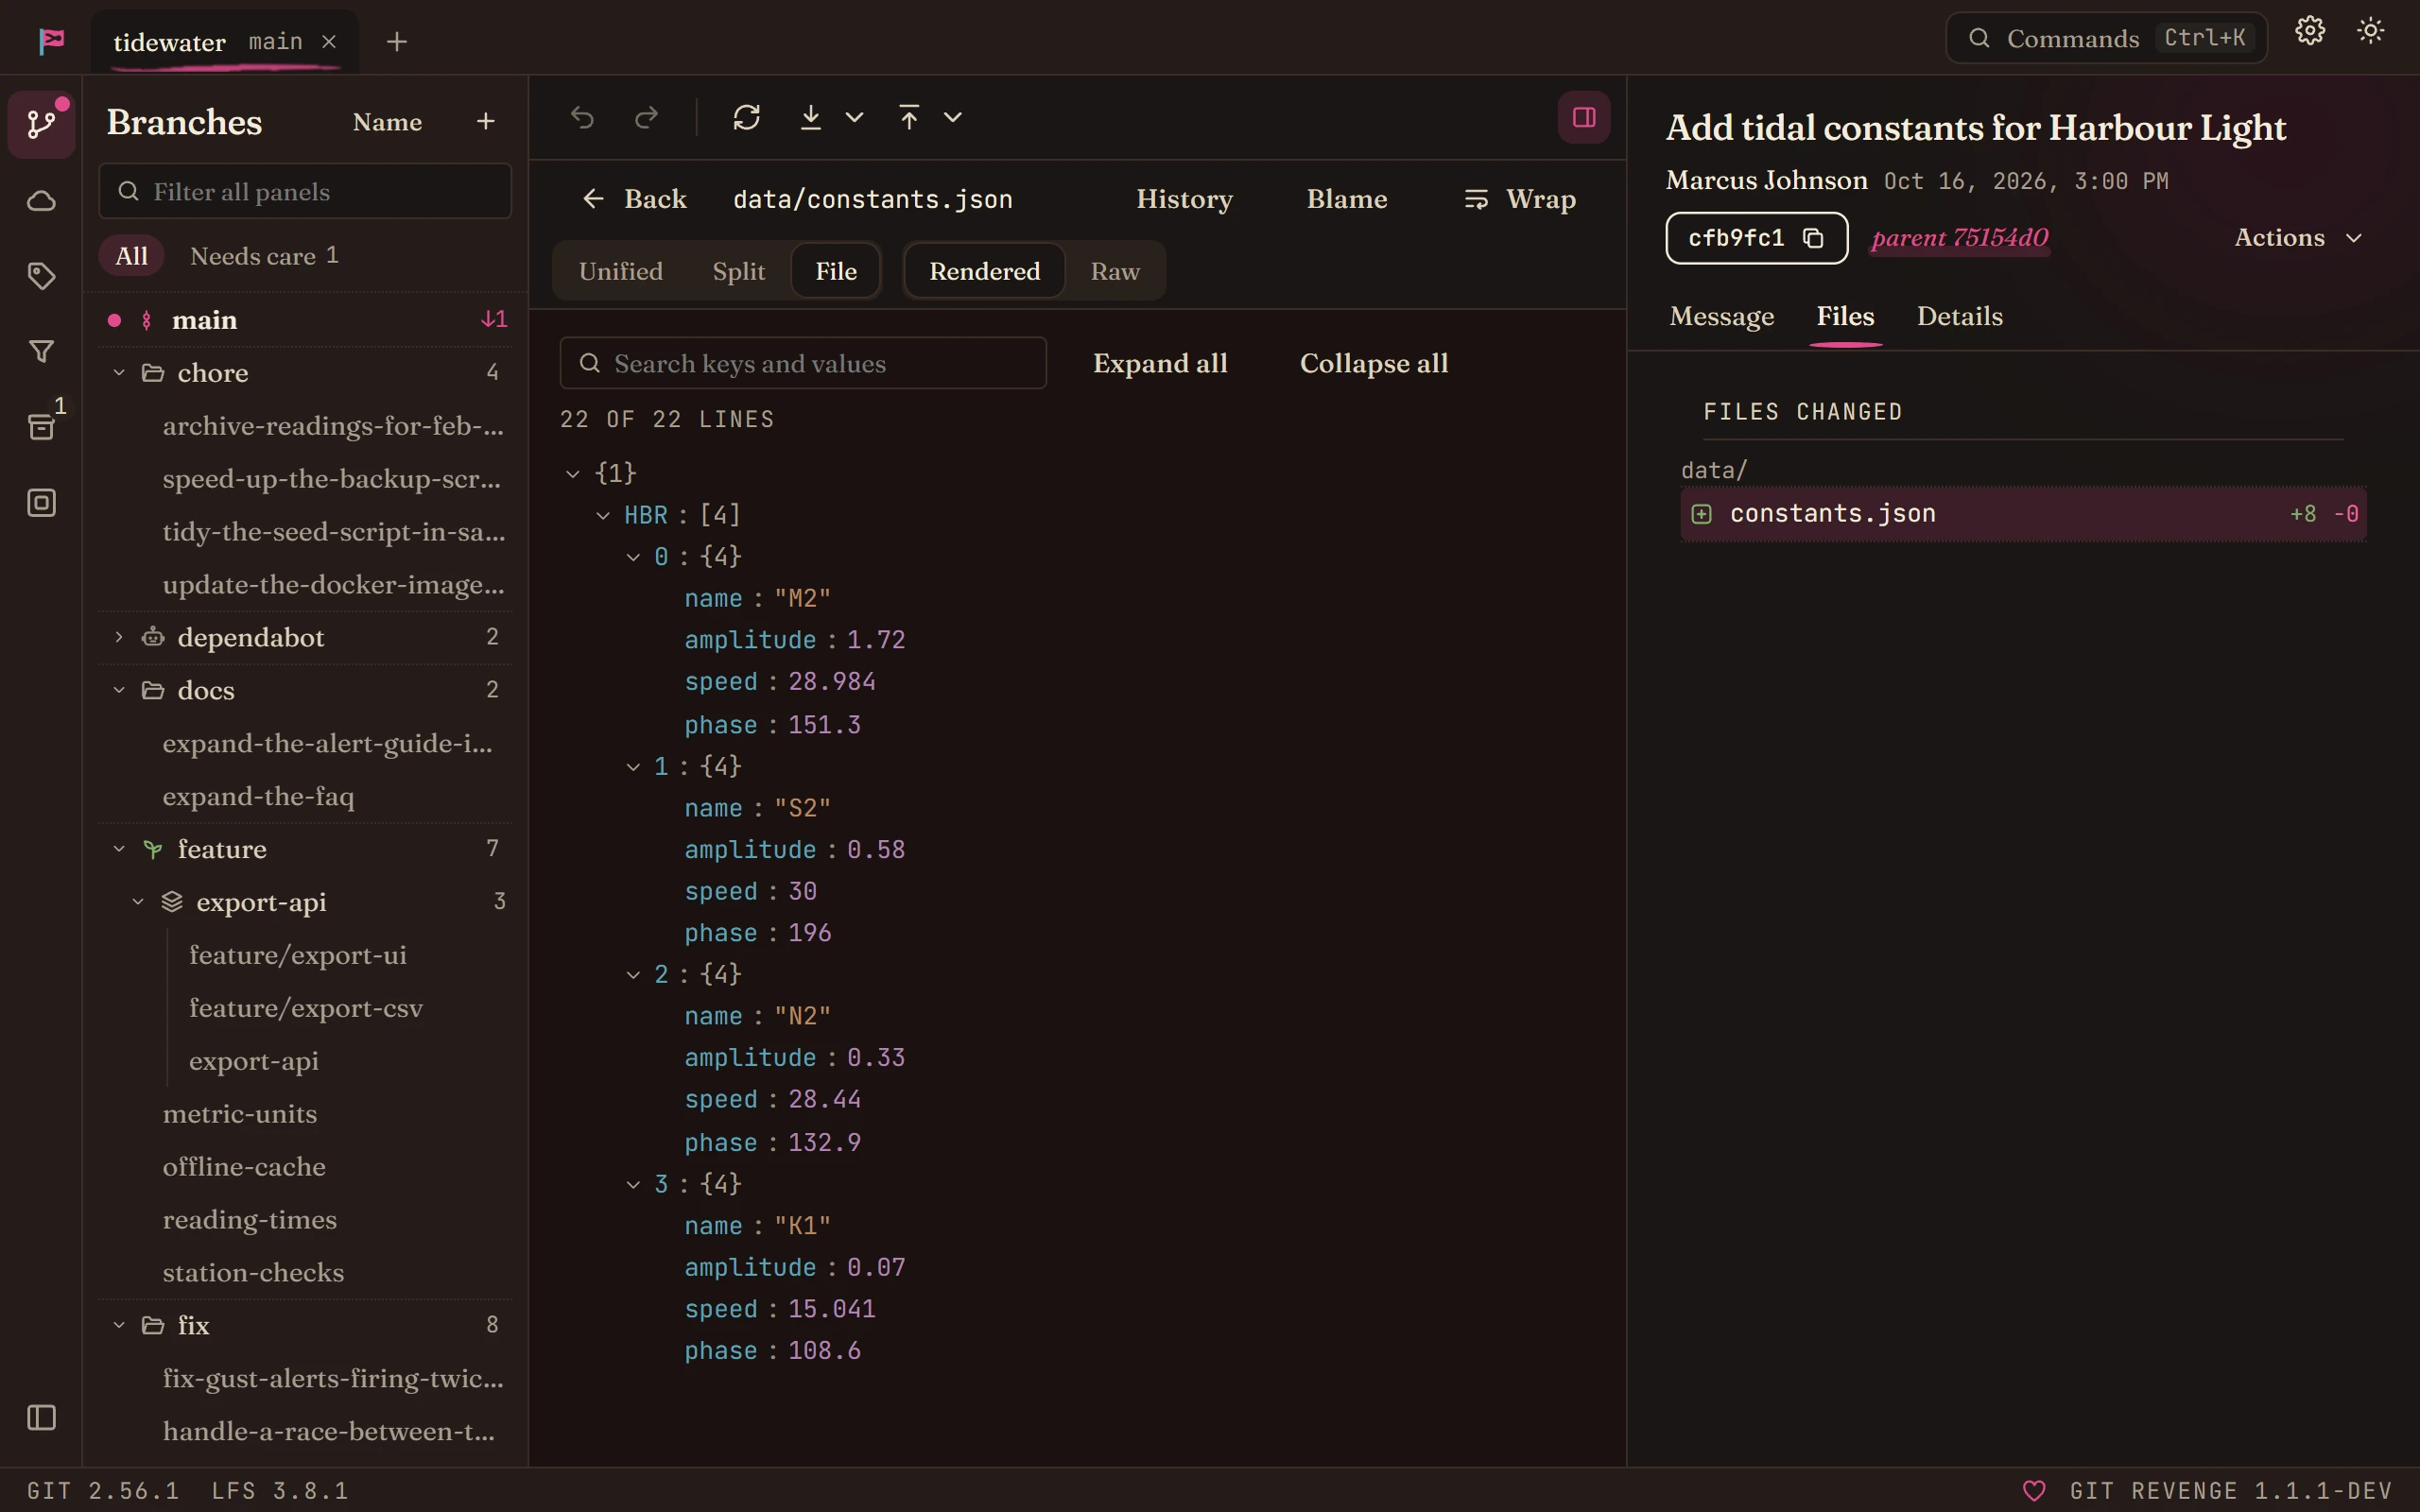 tidewater main
Commands Ctrl+K
Branches Name
Filter all panels
All Needs care 1
main ↓1
chore 4
archive-readings-for-feb-...
speed-up-the-backup-scr...
tidy-the-seed-script-in-sa...
update-the-docker-image...
dependabot 2
docs 2
expand-the-alert-guide-i...
expand-the-faq
feature 7
export-api 3
feature/export-ui
feature/export-csv
export-api
metric-units
offline-cache
reading-times
station-checks
fix 8
fix-gust-alerts-firing-twic...
handle-a-race-between-t...
1
Back data/constants.json History Blame Wrap
Unified Split File Rendered Raw
Search keys and values Expand all Collapse all
22 OF 22 LINES
{1}
HBR : [4]
0 : {4}
name : "M2"
amplitude : 1.72
speed : 28.984
phase : 151.3
1 : {4}
name : "S2"
amplitude : 0.58
speed : 30
phase : 196
2 : {4}
name : "N2"
amplitude : 0.33
speed : 28.44
phase : 132.9
3 : {4}
name : "K1"
amplitude : 0.07
speed : 15.041
phase : 108.6
Add tidal constants for Harbour Light
Marcus Johnson Oct 16, 2026, 3:00 PM
cfb9fc1 parent 75154d0 Actions
Message Files Details
FILES CHANGED
data/
constants.json +8 -0
GIT 2.56.1 LFS 3.8.1
GIT REVENGE 1.1.1-DEV